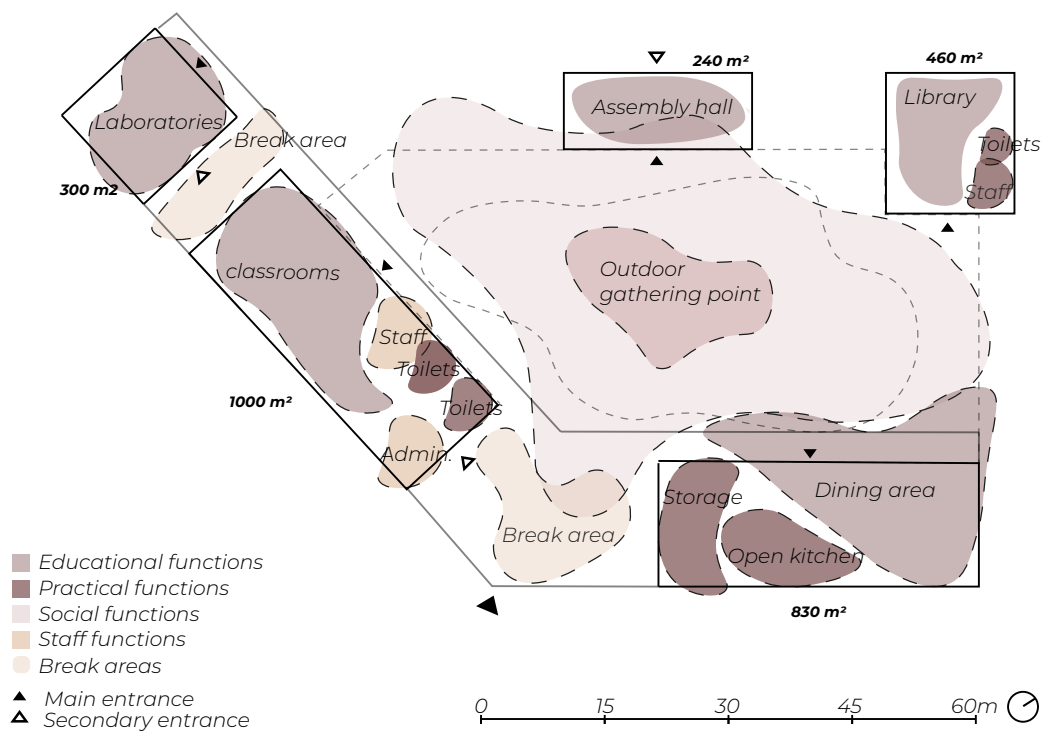 240 m²
460 m²
Library
Assembly hall
Laboratories
Break area
Toilets
300 m2
Staff
classrooms
Outdoor
gathering point
Staff
Toilets
1000 m²
Toilets
Admin.
Dining area
Storage
Break area
Open kitchen
830 m²
Educational functions
Practical functions
Social functions
Staff functions
Break areas
Main entrance
Secondary entrance
0 15 30 45 60m